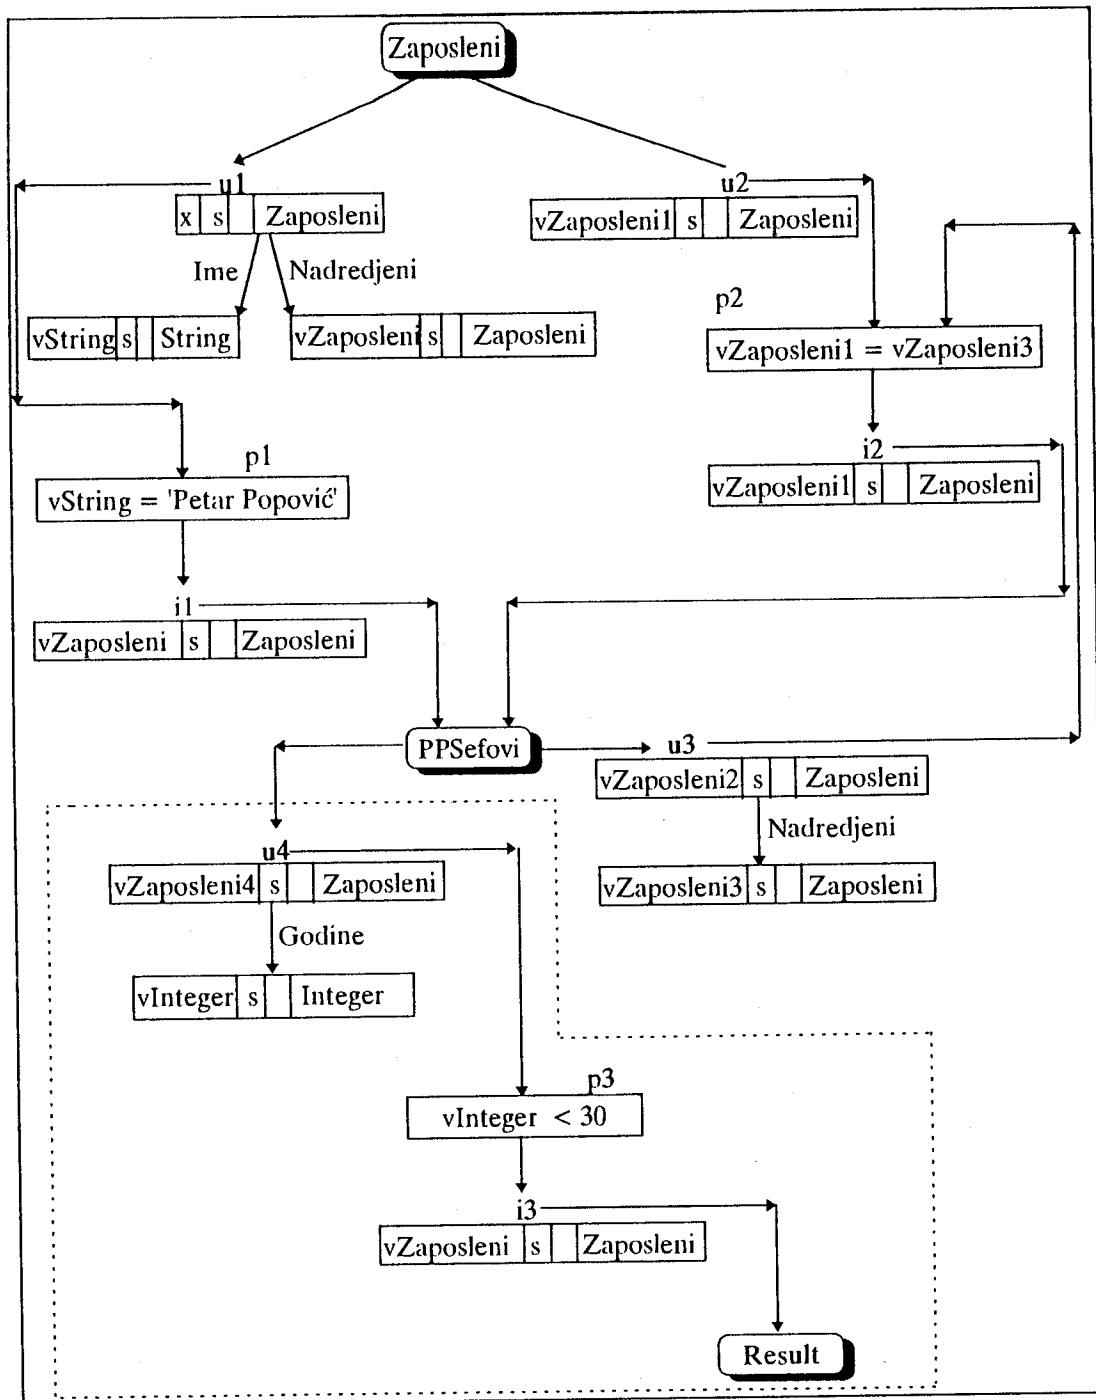 Zaposleni
u1
x s Zaposleni
u2
vZaposleni1 s Zaposleni
Ime
Nadredjeni
vString s String
vZaposleni s Zaposleni
p2
vZaposleni1 = vZaposleni3
i2
vZaposleni1 s Zaposleni
p1
vString = 'Petar Popović'
i1
vZaposleni s Zaposleni
PPSefovi
u3
vZaposleni2 s Zaposleni
Nadredjeni
vZaposleni3 s Zaposleni
u4
vZaposleni4 s Zaposleni
Godine
vInteger s Integer
p3
vInteger < 30
i3
vZaposleni s Zaposleni
Result